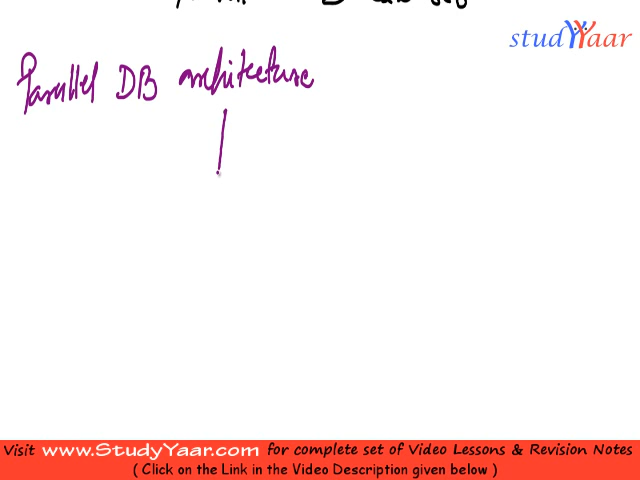 studYYaar
Parallel DB architecture
Visit www.StudyYaar.com for complete set of Video Lessons & Revision Notes
( Click on the Link in the Video Description given below )